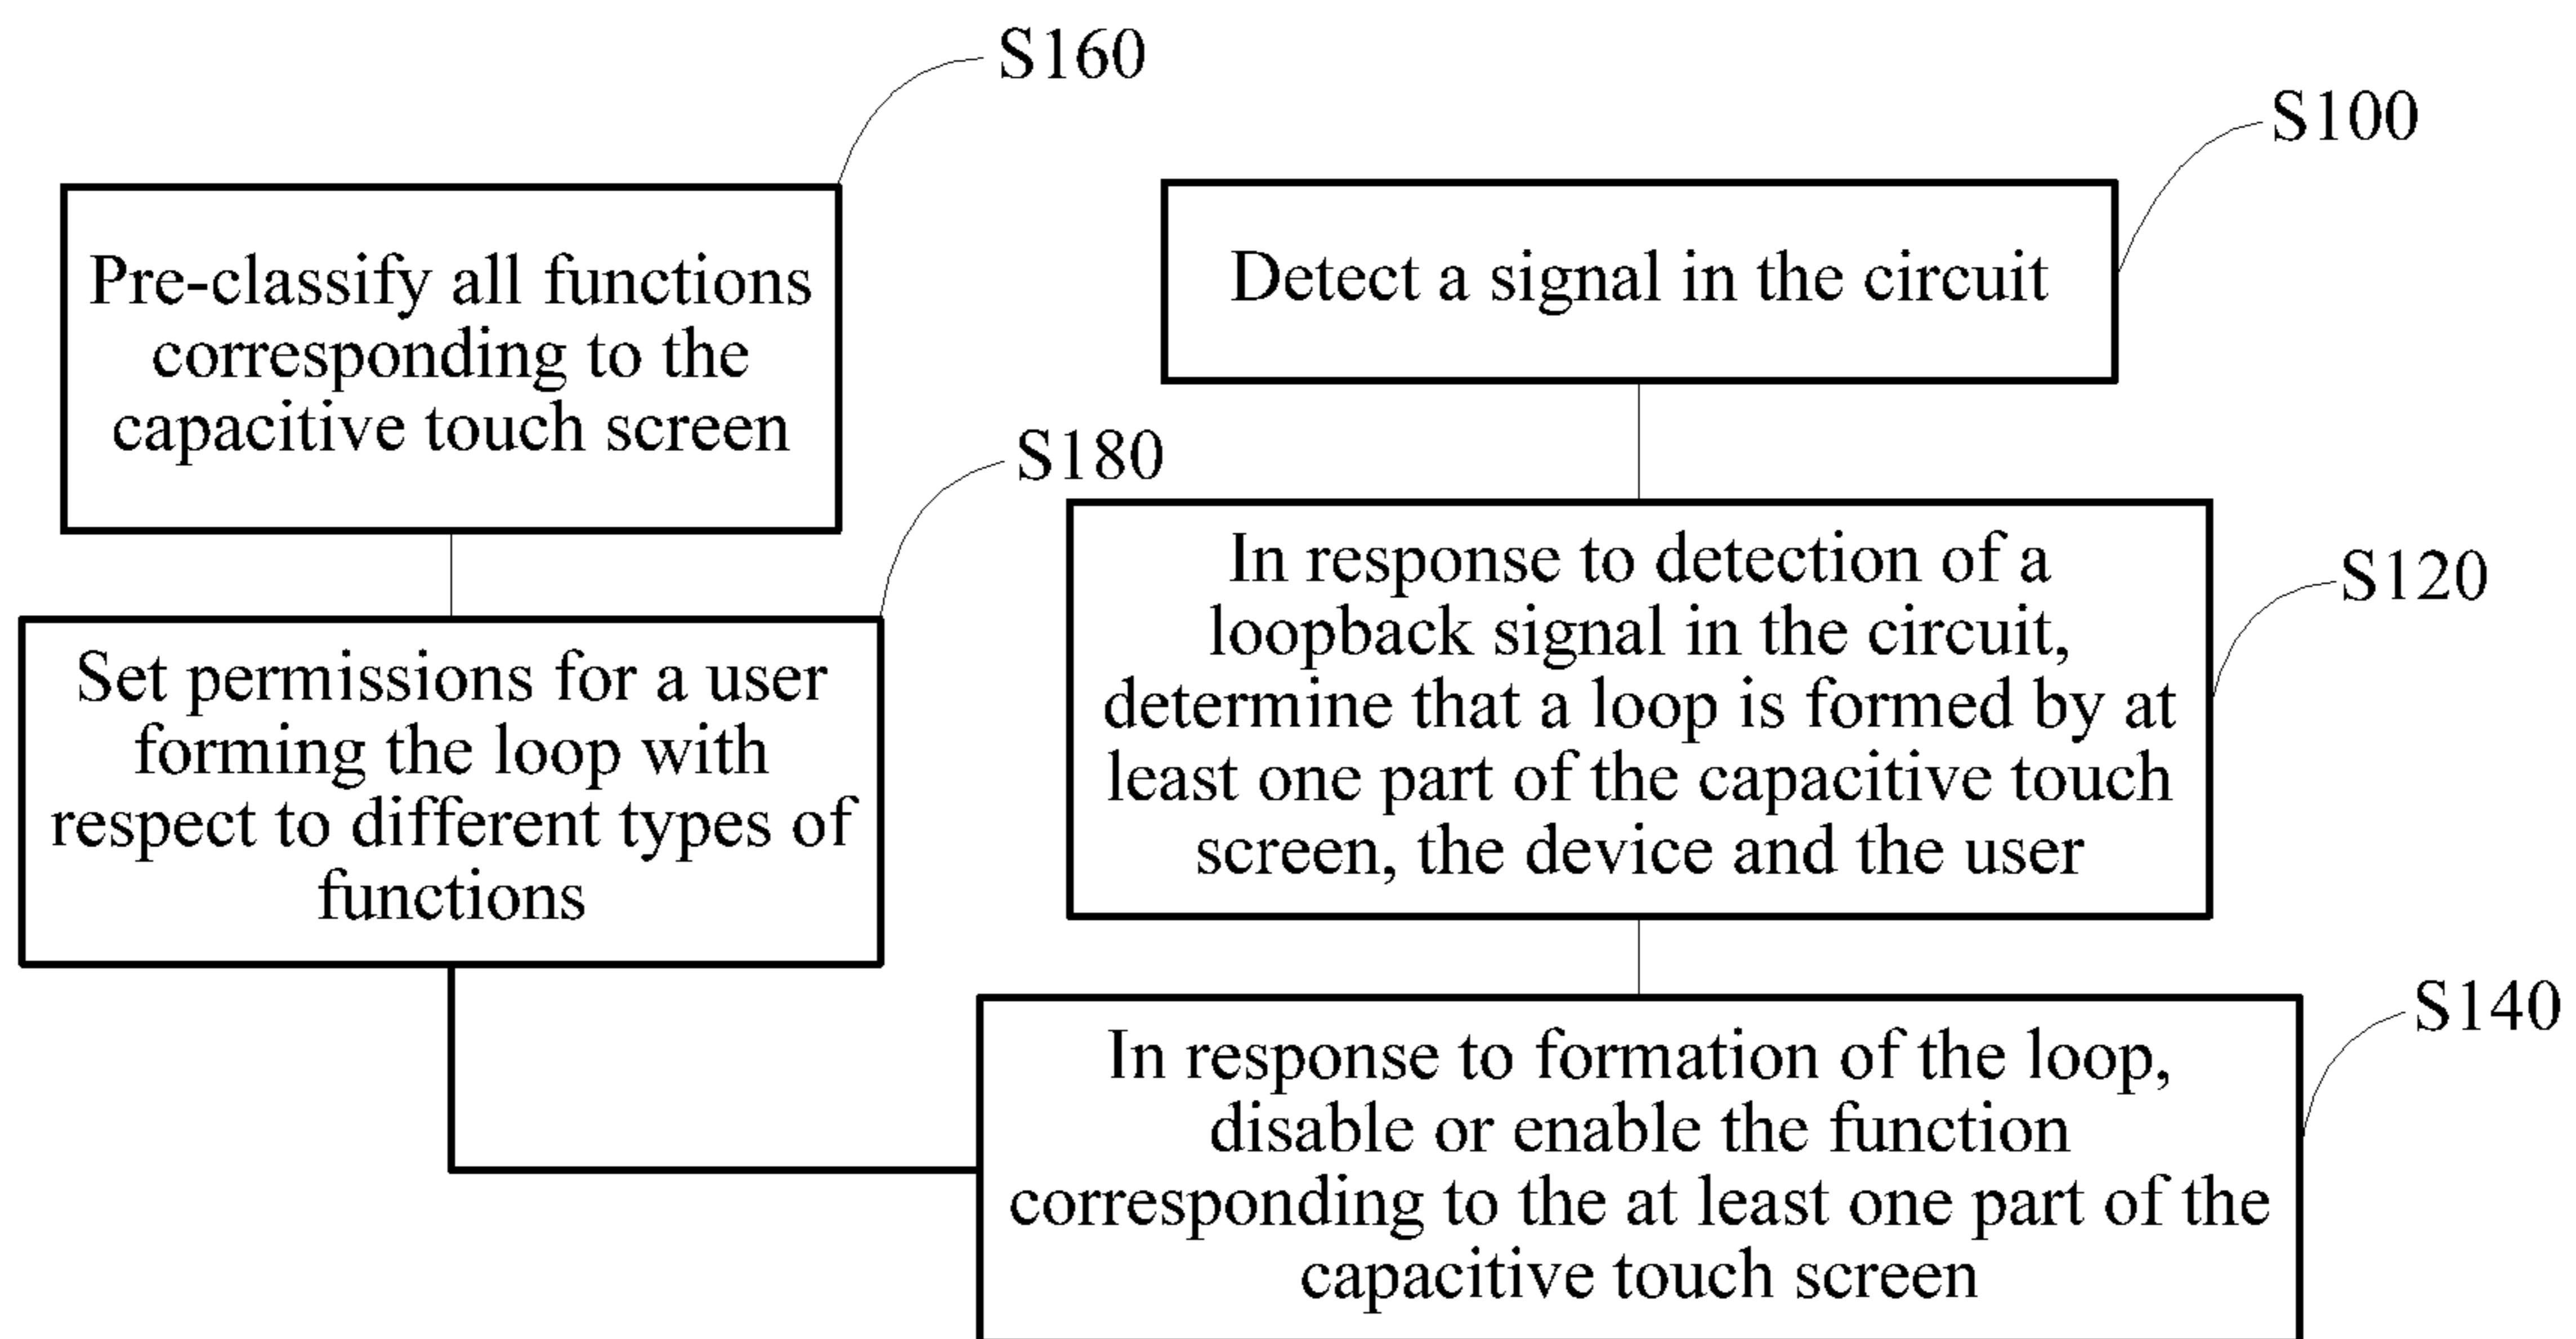 S160
Pre-classify all functions
corresponding to the
capacitive touch screen
S180
Set permissions for a user
forming the loop with
respect to different types of
functions
S100
Detect a signal in the circuit
S120
In response to detection of a
loopback signal in the circuit,
determine that a loop is formed by at
least one part of the capacitive touch
screen, the device and the user
S140
In response to formation of the loop,
disable or enable the function
corresponding to the at least one part of the
capacitive touch screen